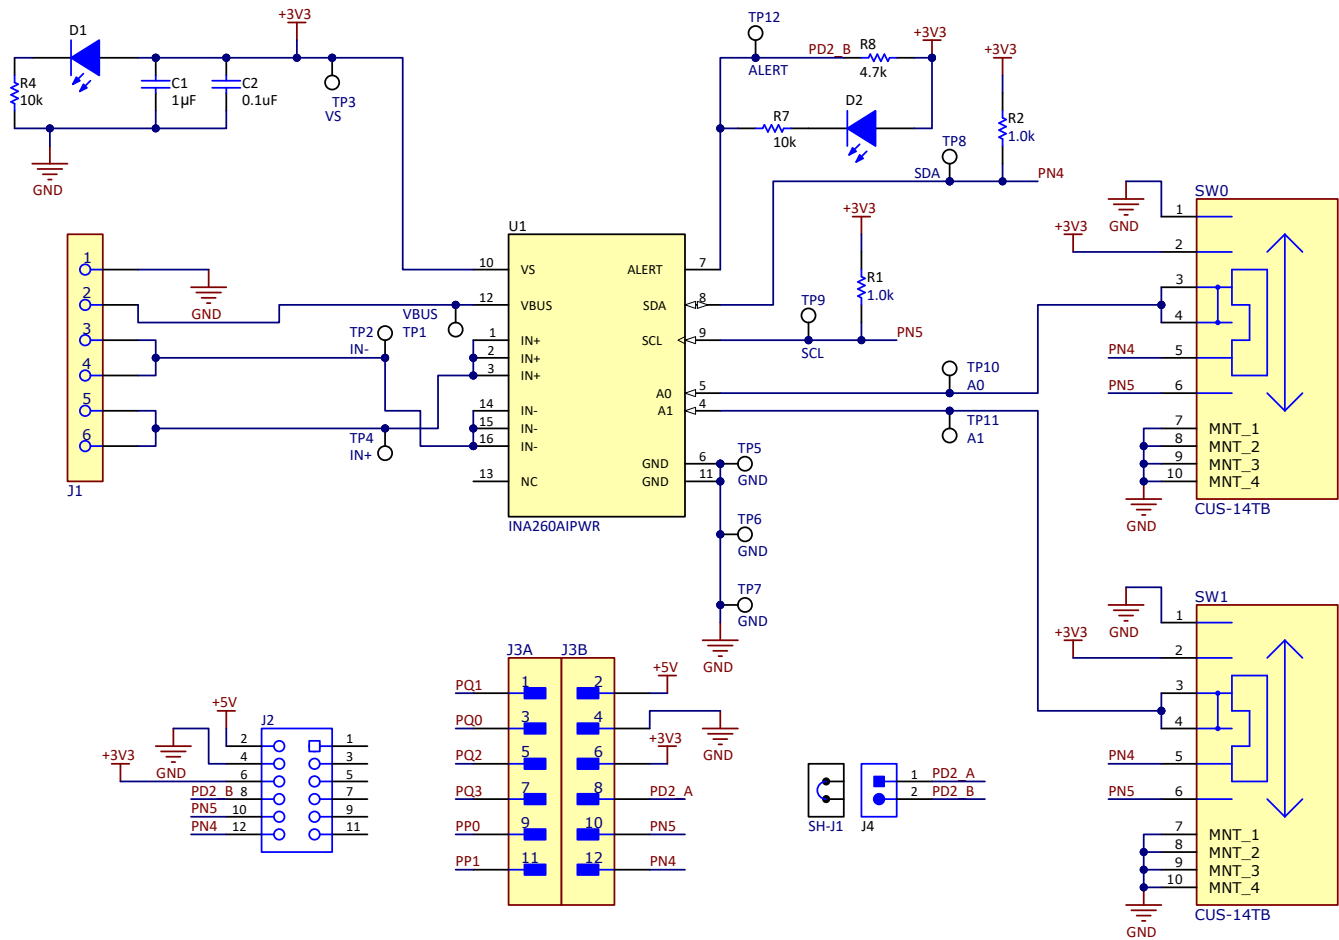 +3V3
D1
R4
10k
C1
1µF
C2
0.1uF
TP3
VS
GND
TP12
ALERT
PD2_B
R8
4.7k
+3V3
R7
10k
D2
+3V3
R2
1.0k
TP8
SDA
PN4
+3V3
R1
1.0k
TP9
SCL
PN5
J1
1
2
3
4
5
6
GND
VBUS
TP1
TP2
IN-
TP4
IN+
U1
10 VS
12 VBUS
1 IN+
2 IN+
3 IN+
14 IN-
15 IN-
16 IN-
13 NC
ALERT 7
SDA 8
SCL 9
A0 5
A1 4
GND 6
GND 11
INA260AIPWR
TP10
A0
TP11
A1
TP5
GND
TP6
GND
TP7
GND
GND
SW0
GND
+3V3
1
2
3
4
PN4 5
PN5 6
7 MNT_1
8 MNT_2
9 MNT_3
10 MNT_4
GND
CUS-14TB
SW1
GND
+3V3
1
2
3
4
PN4 5
PN5 6
7 MNT_1
8 MNT_2
9 MNT_3
10 MNT_4
GND
CUS-14TB
+5V
J2
GND
+3V3
2 1
4 3
6 5
PD2_B 8 7
PN5 10 9
PN4 12 11
J3A J3B
PQ1 1 2 +5V
PQ0 3 4 GND
PQ2 5 6 +3V3
PQ3 7 8 PD2_A
PP0 9 10 PN5
PP1 11 12 PN4
SH-J1
J4
1 PD2_A
2 PD2_B